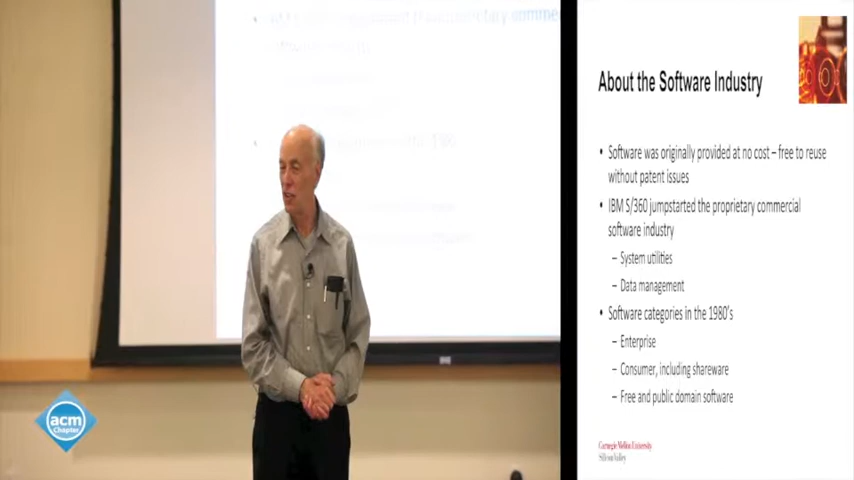 About the Software Industry
• Software was originally provided at no cost – free to reuse
without patent issues
• IBM S/360 jumpstarted the proprietary commercial
software industry
– System utilities
– Data management
• Software categories in the 1980's
– Enterprise
– Consumer, including shareware
– Free and public domain software
Carnegie Mellon University
Silicon Valley
acm
Chapter